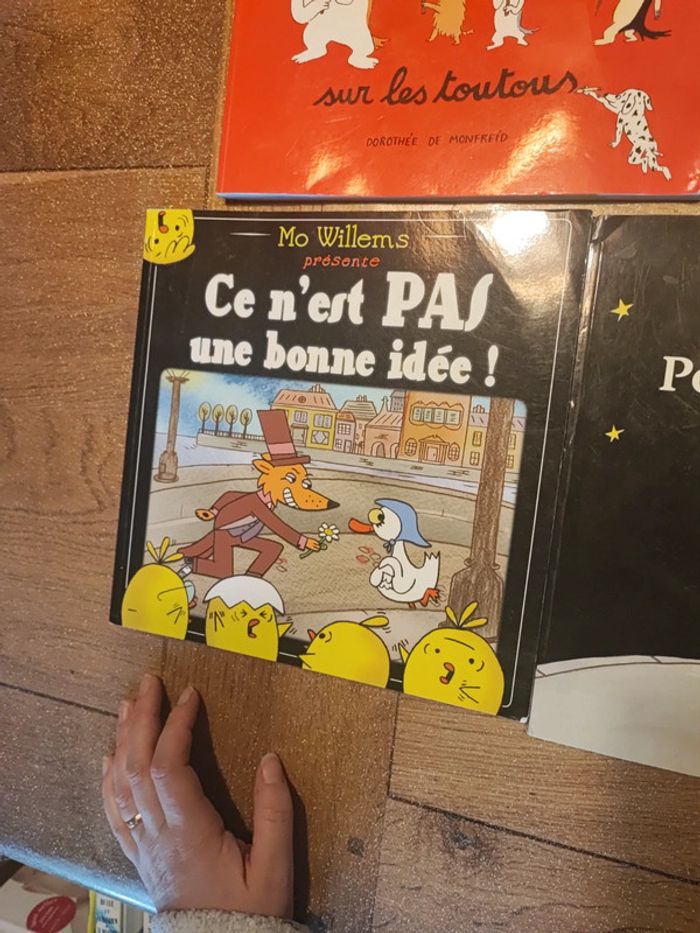 sur les toutous
DOROTHÉE DE MONFREID
Mo Willems
présente
Ce n'est PAS
une bonne idée !